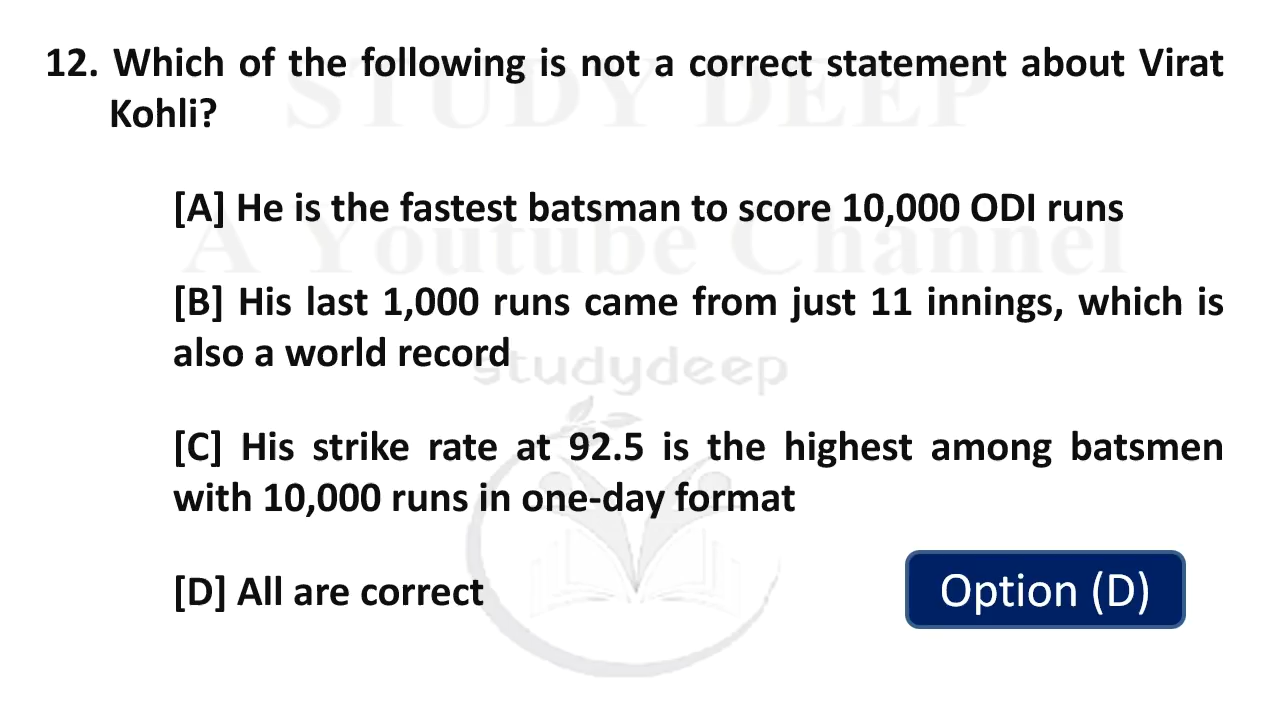 12. Which of the following is not a correct statement about Virat
Kohli?
STUDY DEEP
[A] He is the fastest batsman to score 10,000 ODI runs
A Youtube Channel
[B] His last 1,000 runs came from just 11 innings, which is
also a world record
studydeep
[C] His strike rate at 92.5 is the highest among batsmen
with 10,000 runs in one-day format
[D] All are correct
Option (D)